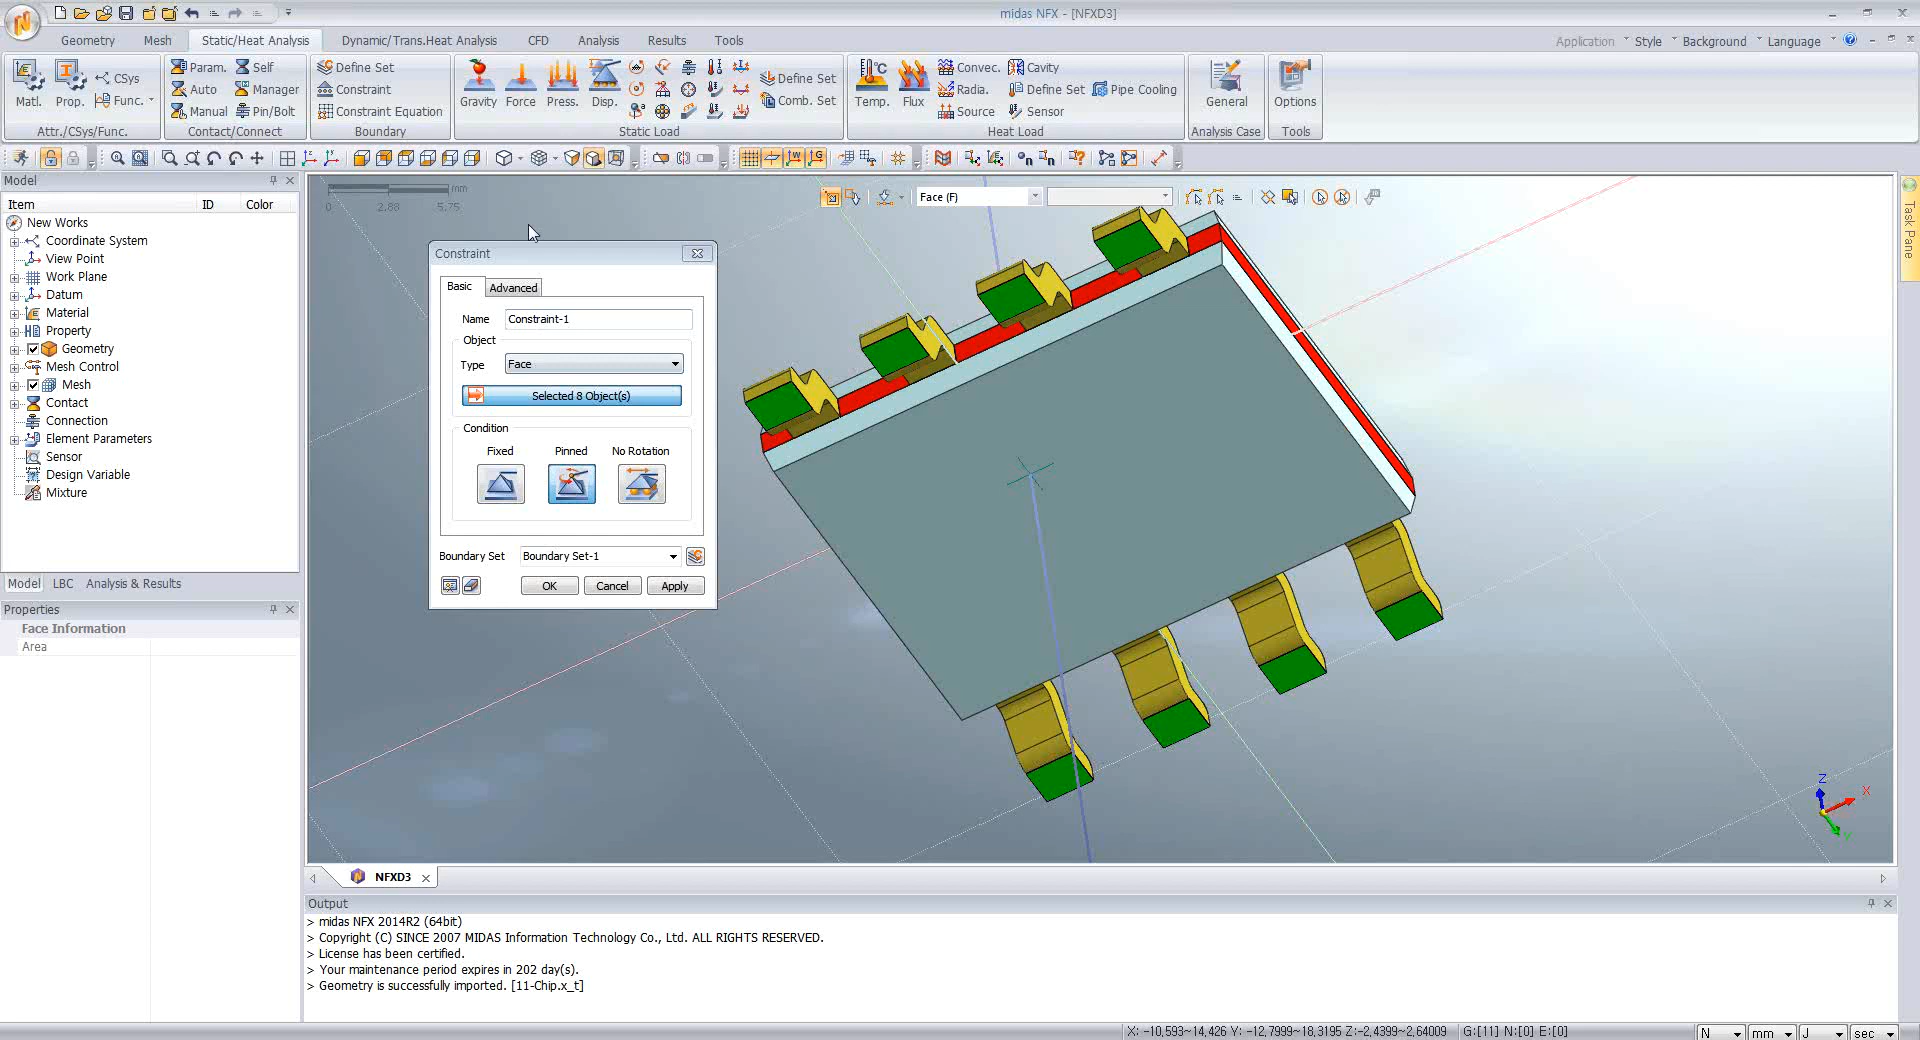 midas NFX - [NFXD3]
Geometry Mesh Static/Heat Analysis Dynamic/Trans.Heat Analysis CFD Analysis Results Tools
Application Style Background Language
Matl. Prop. CSys Func.
Attr./CSys/Func.
Param. Self
Auto Manager
Manual Pin/Bolt
Contact/Connect
Define Set
Constraint
Constraint Equation
Boundary
Gravity Force Press. Disp.
Define Set
Comb. Set
Static Load
Temp. Flux
Convec. Cavity
Radia. Define Set Pipe Cooling
Source Sensor
Heat Load
General
Analysis Case
Options
Tools
Model
Item ID Color
New Works
Coordinate System
View Point
Work Plane
Datum
Material
Property
Geometry
Mesh Control
Mesh
Contact
Connection
Element Parameters
Sensor
Design Variable
Mixture
Model LBC Analysis & Results
Properties
Face Information
Area
mm
0 2.88 5.75
Face (F)
Task Pane
Constraint
Basic Advanced
Name Constraint-1
Object
Type Face
Selected 8 Object(s)
Condition
Fixed Pinned No Rotation
Boundary Set Boundary Set-1
OK Cancel Apply
Z
X
Y
NFXD3
Output
> midas NFX 2014R2 (64bit)
> Copyright (C) SINCE 2007 MIDAS Information Technology Co., Ltd. ALL RIGHTS RESERVED.
> License has been certified.
> Your maintenance period expires in 202 day(s).
> Geometry is successfully imported. [11-Chip.x_t]
X: -10,593~14,426 Y: -12,7999~18,3195 Z:-2,4399~2,64009 G:[11] N:[0] E:[0]
N mm J sec